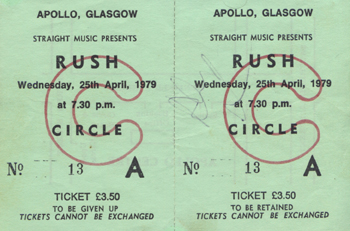 APOLLO, GLASGOW
STRAIGHT MUSIC PRESENTS
RUSH
Wednesday, 25th April, 1979
at 7.30 p.m.
CIRCLE
No 13 A
TICKET £3.50
TO BE GIVEN UP
TICKETS CANNOT BE EXCHANGED
APOLLO, GLASGOW
STRAIGHT MUSIC PRESENTS
RUSH
Wednesday, 25th April, 1979
at 7.30 p.m.
CIRCLE
No 13 A
TICKET £3.50
TO BE RETAINED
TICKETS CANNOT BE EXCHANGED